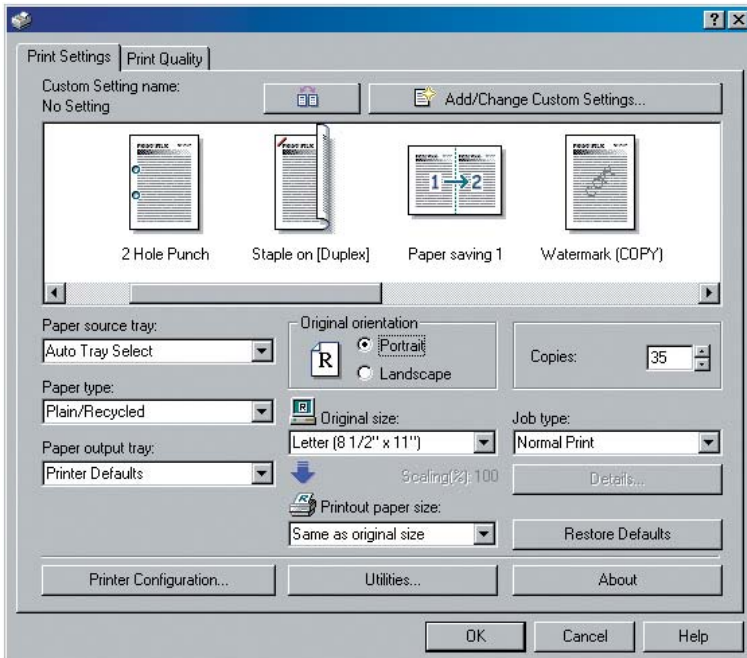 Print Settings
Print Quality
Custom Setting name:
No Setting
Add/Change Custom Settings...
1 2
COPY
2 Hole Punch
Staple on [Duplex]
Paper saving 1
Watermark (COPY)
Paper source tray:
Auto Tray Select
Paper type:
Plain/Recycled
Paper output tray:
Printer Defaults
Original orientation
R
Portrait
Landscape
Copies: 35
R
Original size:
Letter (8 1/2" x 11")
Scaling(%): 100
R
Printout paper size:
Same as original size
Job type:
Normal Print
Details...
Restore Defaults
Printer Configuration...
Utilities...
About
OK
Cancel
Help